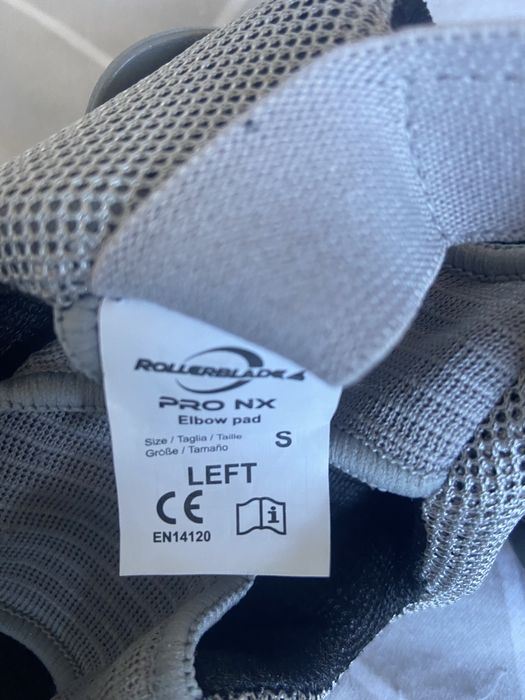 ROLLERBLADE
PRO NX
Elbow pad
Size / Taglia / Taille
Größe / Tamaño
S
LEFT
CE
i
EN14120